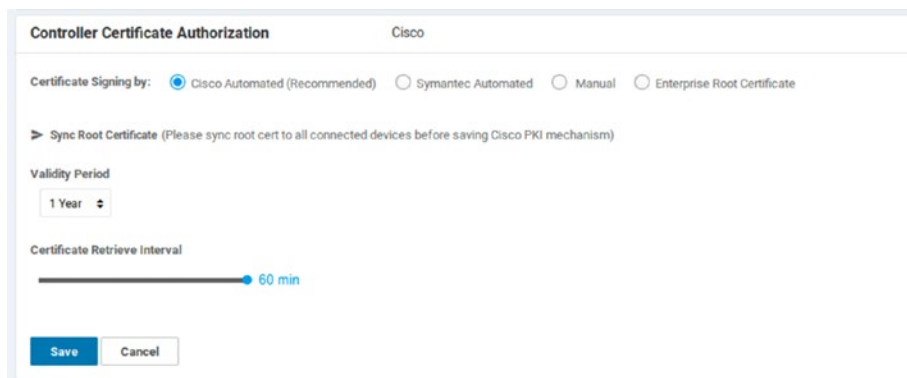 Controller Certificate Authorization Cisco
Certificate Signing by: Cisco Automated (Recommended) Symantec Automated Manual Enterprise Root Certificate
Sync Root Certificate (Please sync root cert to all connected devices before saving Cisco PKI mechanism)
Validity Period
1 Year
Certificate Retrieve Interval
60 min
Save Cancel